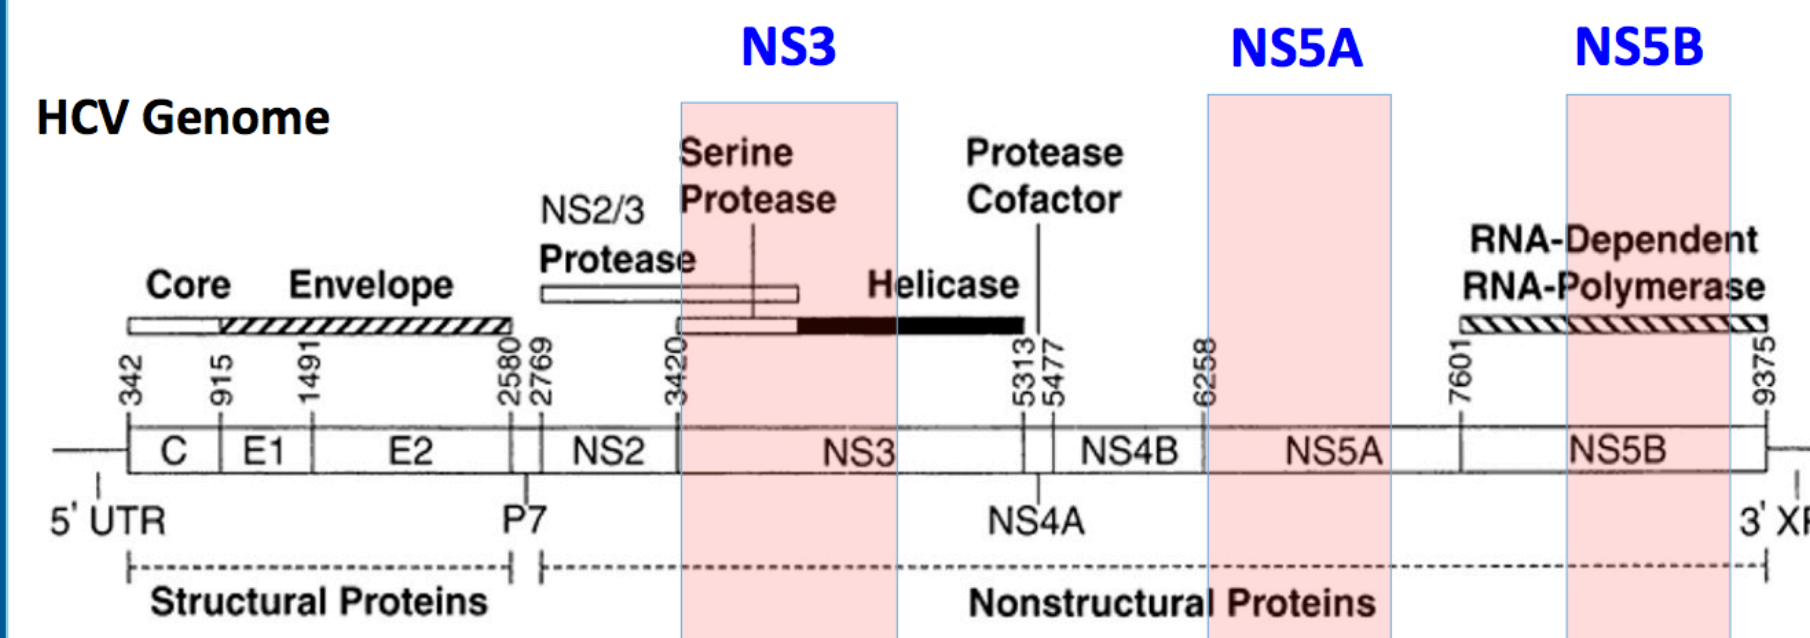 NS3 NS5A NS5B
HCV Genome
Serine Protease
Protease Cofactor
NS2/3
Protease
RNA-Dependent
RNA-Polymerase
Core Envelope Helicase
342 915 1491 2580 2769 3420 5313 5477 6258 7601 9375
C E1 E2 NS2 NS3 NS4B NS5A NS5B
5' UTR P7 NS4A 3'
Structural Proteins Nonstructural Proteins